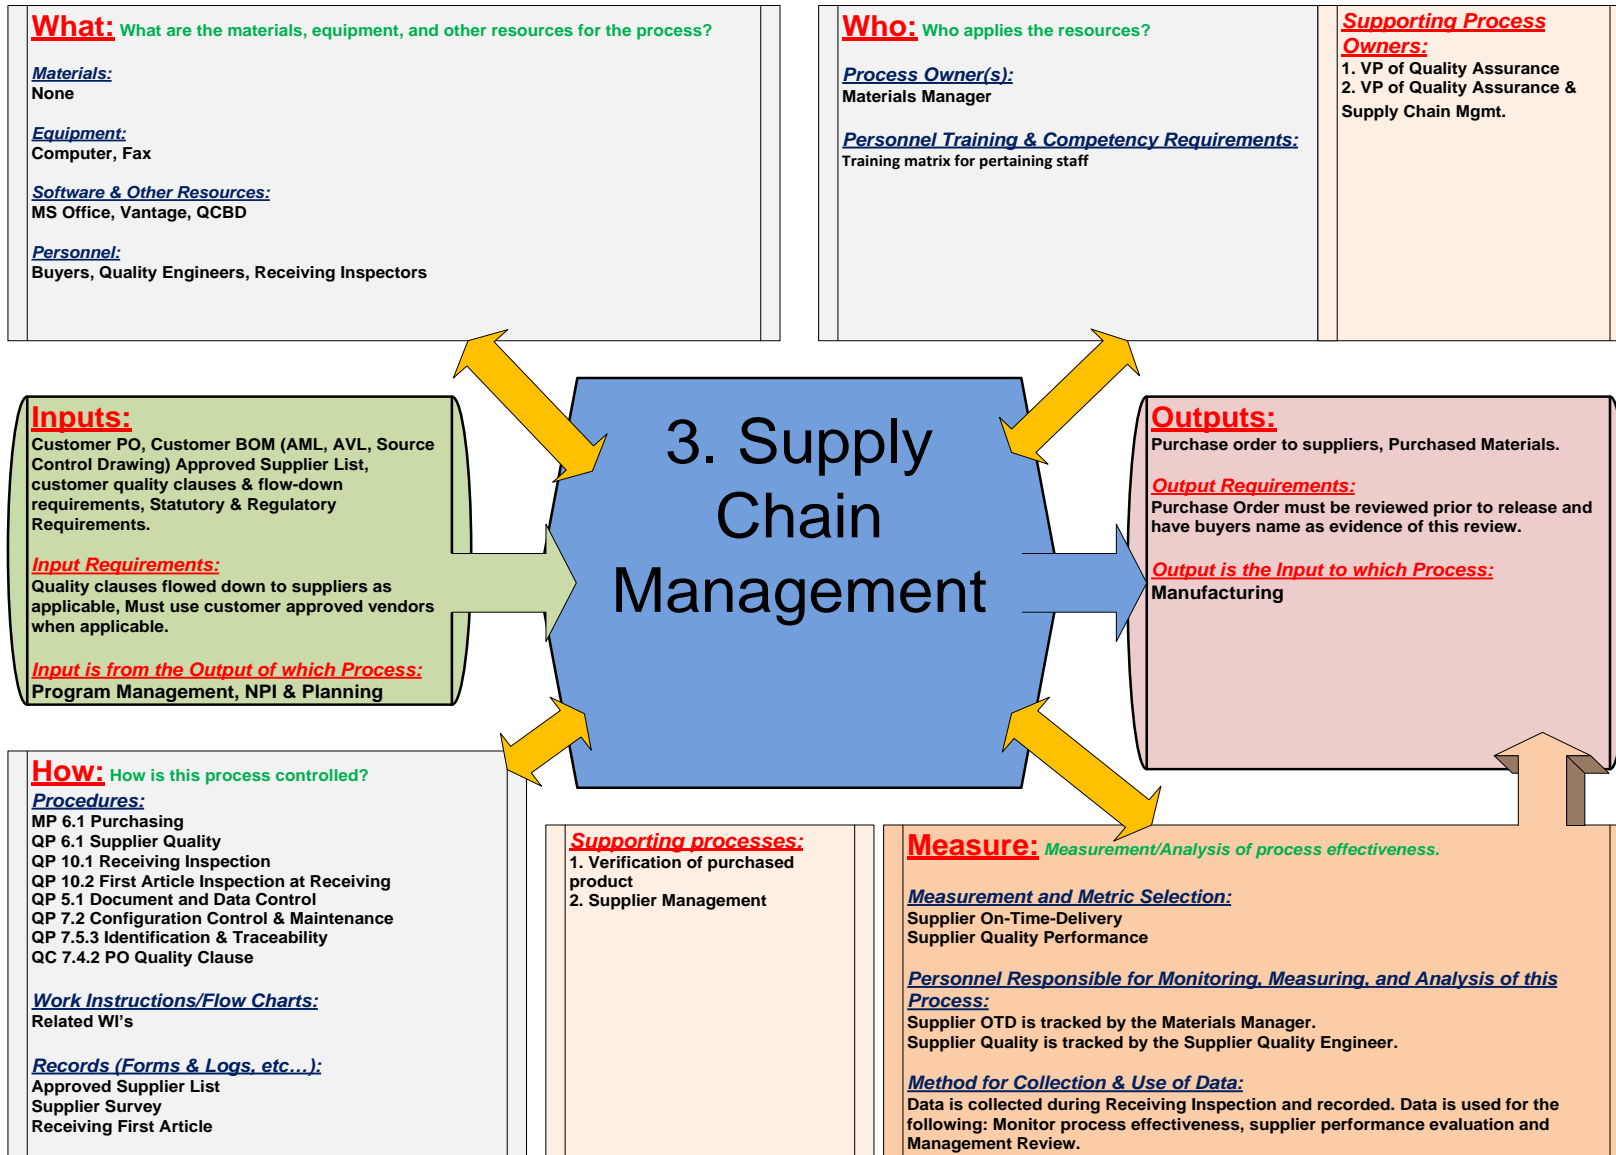 What: What are the materials, equipment, and other resources for the process?
Materials:
None
Equipment:
Computer, Fax
Software & Other Resources:
MS Office, Vantage, QCBD
Personnel:
Buyers, Quality Engineers, Receiving Inspectors
Who: Who applies the resources?
Process Owner(s):
Materials Manager
Personnel Training & Competency Requirements:
Training matrix for pertaining staff
Supporting Process
Owners:
1. VP of Quality Assurance
2. VP of Quality Assurance &
Supply Chain Mgmt.
Inputs:
Customer PO, Customer BOM (AML, AVL, Source
Control Drawing) Approved Supplier List,
customer quality clauses & flow-down
requirements, Statutory & Regulatory
Requirements.
Input Requirements:
Quality clauses flowed down to suppliers as
applicable, Must use customer approved vendors
when applicable.
Input is from the Output of which Process:
Program Management, NPI & Planning
3. Supply
Chain
Management
Outputs:
Purchase order to suppliers, Purchased Materials.
Output Requirements:
Purchase Order must be reviewed prior to release and
have buyers name as evidence of this review.
Output is the Input to which Process:
Manufacturing
How: How is this process controlled?
Procedures:
MP 6.1 Purchasing
QP 6.1 Supplier Quality
QP 10.1 Receiving Inspection
QP 10.2 First Article Inspection at Receiving
QP 5.1 Document and Data Control
QP 7.2 Configuration Control & Maintenance
QP 7.5.3 Identification & Traceability
QC 7.4.2 PO Quality Clause
Work Instructions/Flow Charts:
Related WI's
Records (Forms & Logs, etc…):
Approved Supplier List
Supplier Survey
Receiving First Article
Supporting processes:
1. Verification of purchased
product
2. Supplier Management
Measure: Measurement/Analysis of process effectiveness.
Measurement and Metric Selection:
Supplier On-Time-Delivery
Supplier Quality Performance
Personnel Responsible for Monitoring, Measuring, and Analysis of this
Process:
Supplier OTD is tracked by the Materials Manager.
Supplier Quality is tracked by the Supplier Quality Engineer.
Method for Collection & Use of Data:
Data is collected during Receiving Inspection and recorded. Data is used for the
following: Monitor process effectiveness, supplier performance evaluation and
Management Review.